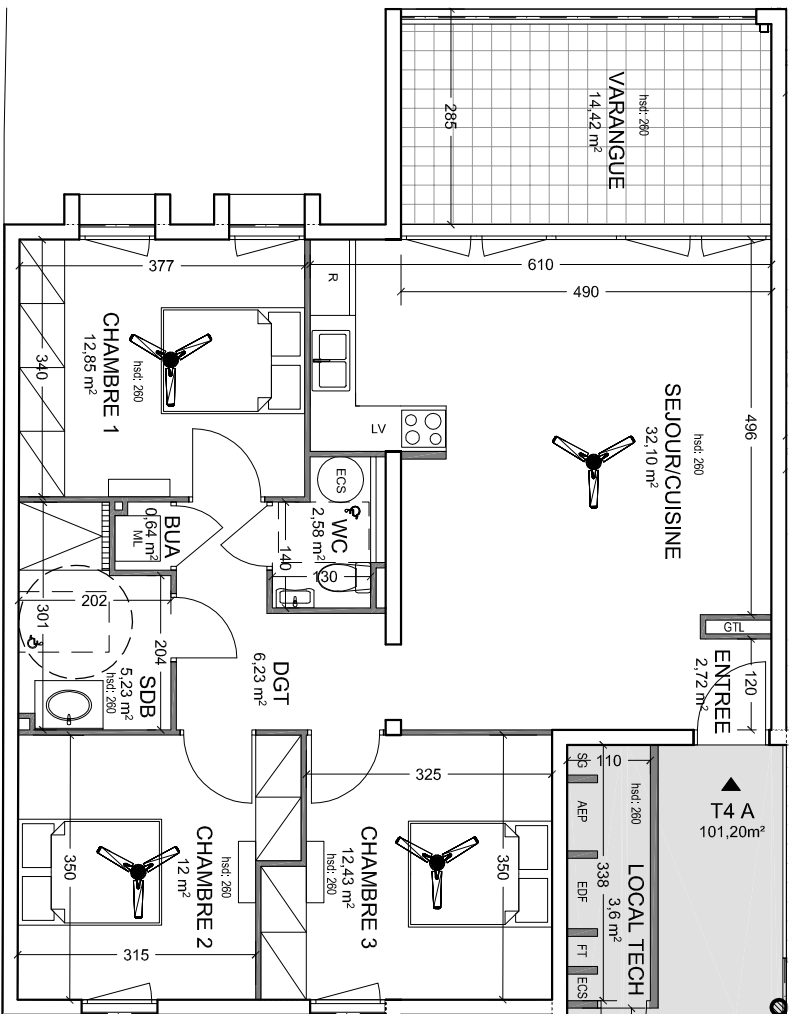 VARANGUE
14,42 m²
hsd: 260
285
377
610
490
R
CHAMBRE 1
12,85 m²
hsd: 260
340
LV
SEJOUR/CUISINE
32,10 m²
hsd: 260
496
ECS
WC
2,58 m²
140
130
BUA
0,64 m²
ML
202
301
204
SDB
5,23 m²
hsd: 260
DGT
6,23 m²
GTL
ENTREE
2,72 m²
120
325
CHAMBRE 2
12 m²
hsd: 260
350
315
CHAMBRE 3
12,43 m²
hsd: 260
350
SG
110
AEP
EDF
FT
ECS
338
hsd: 260
LOCAL TECH
3,6 m²
T4 A
101,20m²